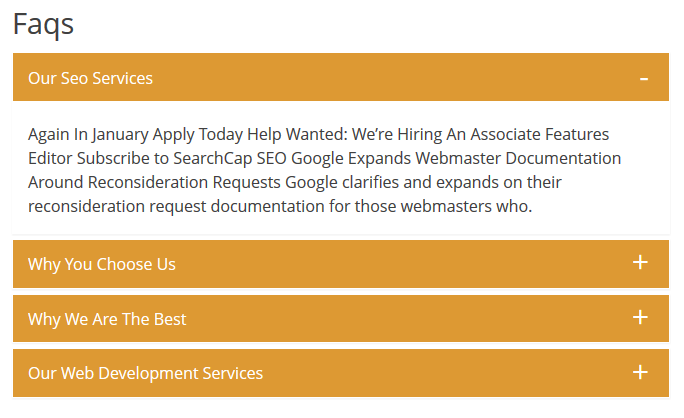 Faqs
Our Seo Services -
Again In January Apply Today Help Wanted: We’re Hiring An Associate Features
Editor Subscribe to SearchCap SEO Google Expands Webmaster Documentation
Around Reconsideration Requests Google clarifies and expands on their
reconsideration request documentation for those webmasters who.
Why You Choose Us +
Why We Are The Best +
Our Web Development Services +